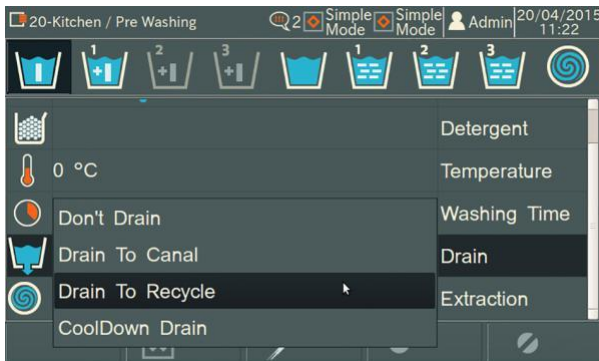 20-Kitchen / Pre Washing
2
Simple Mode
Simple Mode
Admin
20/04/2015
11:22
1
2
3
1
2
3
Detergent
0 °C
Temperature
Washing Time
Don't Drain
Drain To Canal
Drain
Drain To Recycle
Extraction
CoolDown Drain